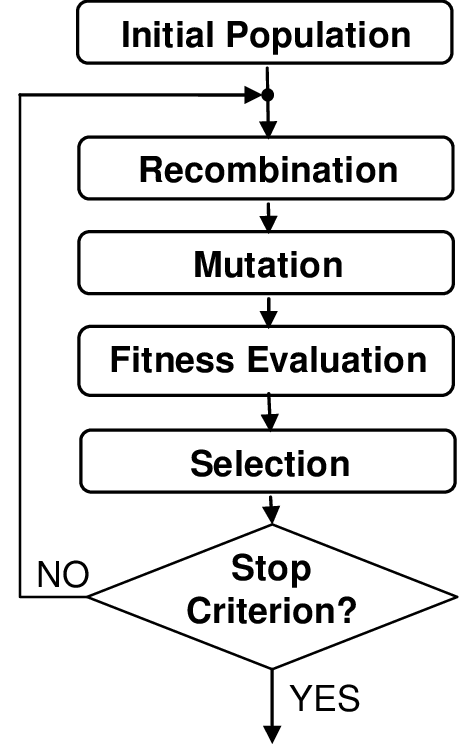 Initial Population
Recombination
Mutation
Fitness Evaluation
Selection
Stop
Criterion?
NO
YES